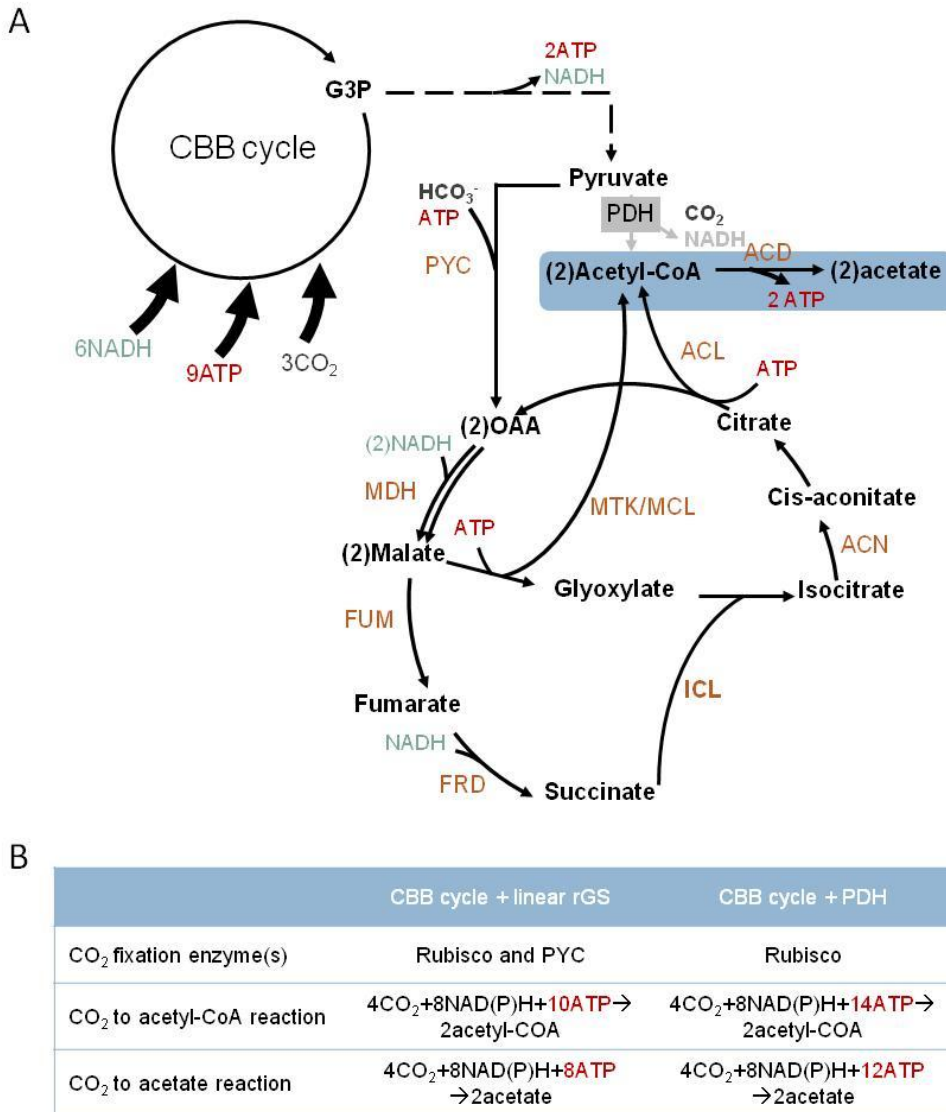 A
2ATP
NADH
G3P
CBB cycle
Pyruvate
HCO₃⁻
ATP
PDH
CO₂
NADH
PYC
ACD
(2)Acetyl-CoA
(2)acetate
2 ATP
6NADH
9ATP
3CO₂
ACL
ATP
(2)OAA
Citrate
(2)NADH
MDH
Cis-aconitate
MTK/MCL
ATP
ACN
(2)Malate
Glyoxylate
Isocitrate
FUM
ICL
Fumarate
NADH
FRD
Succinate
B
CBB cycle + linear rGS CBB cycle + PDH
CO₂ fixation enzyme(s) Rubisco and PYC Rubisco
4CO₂+8NAD(P)H+10ATP→ 4CO₂+8NAD(P)H+14ATP→
CO₂ to acetyl-CoA reaction
2acetyl-COA 2acetyl-COA
4CO₂+8NAD(P)H+8ATP 4CO₂+8NAD(P)H+12ATP
CO₂ to acetate reaction
→2acetate →2acetate